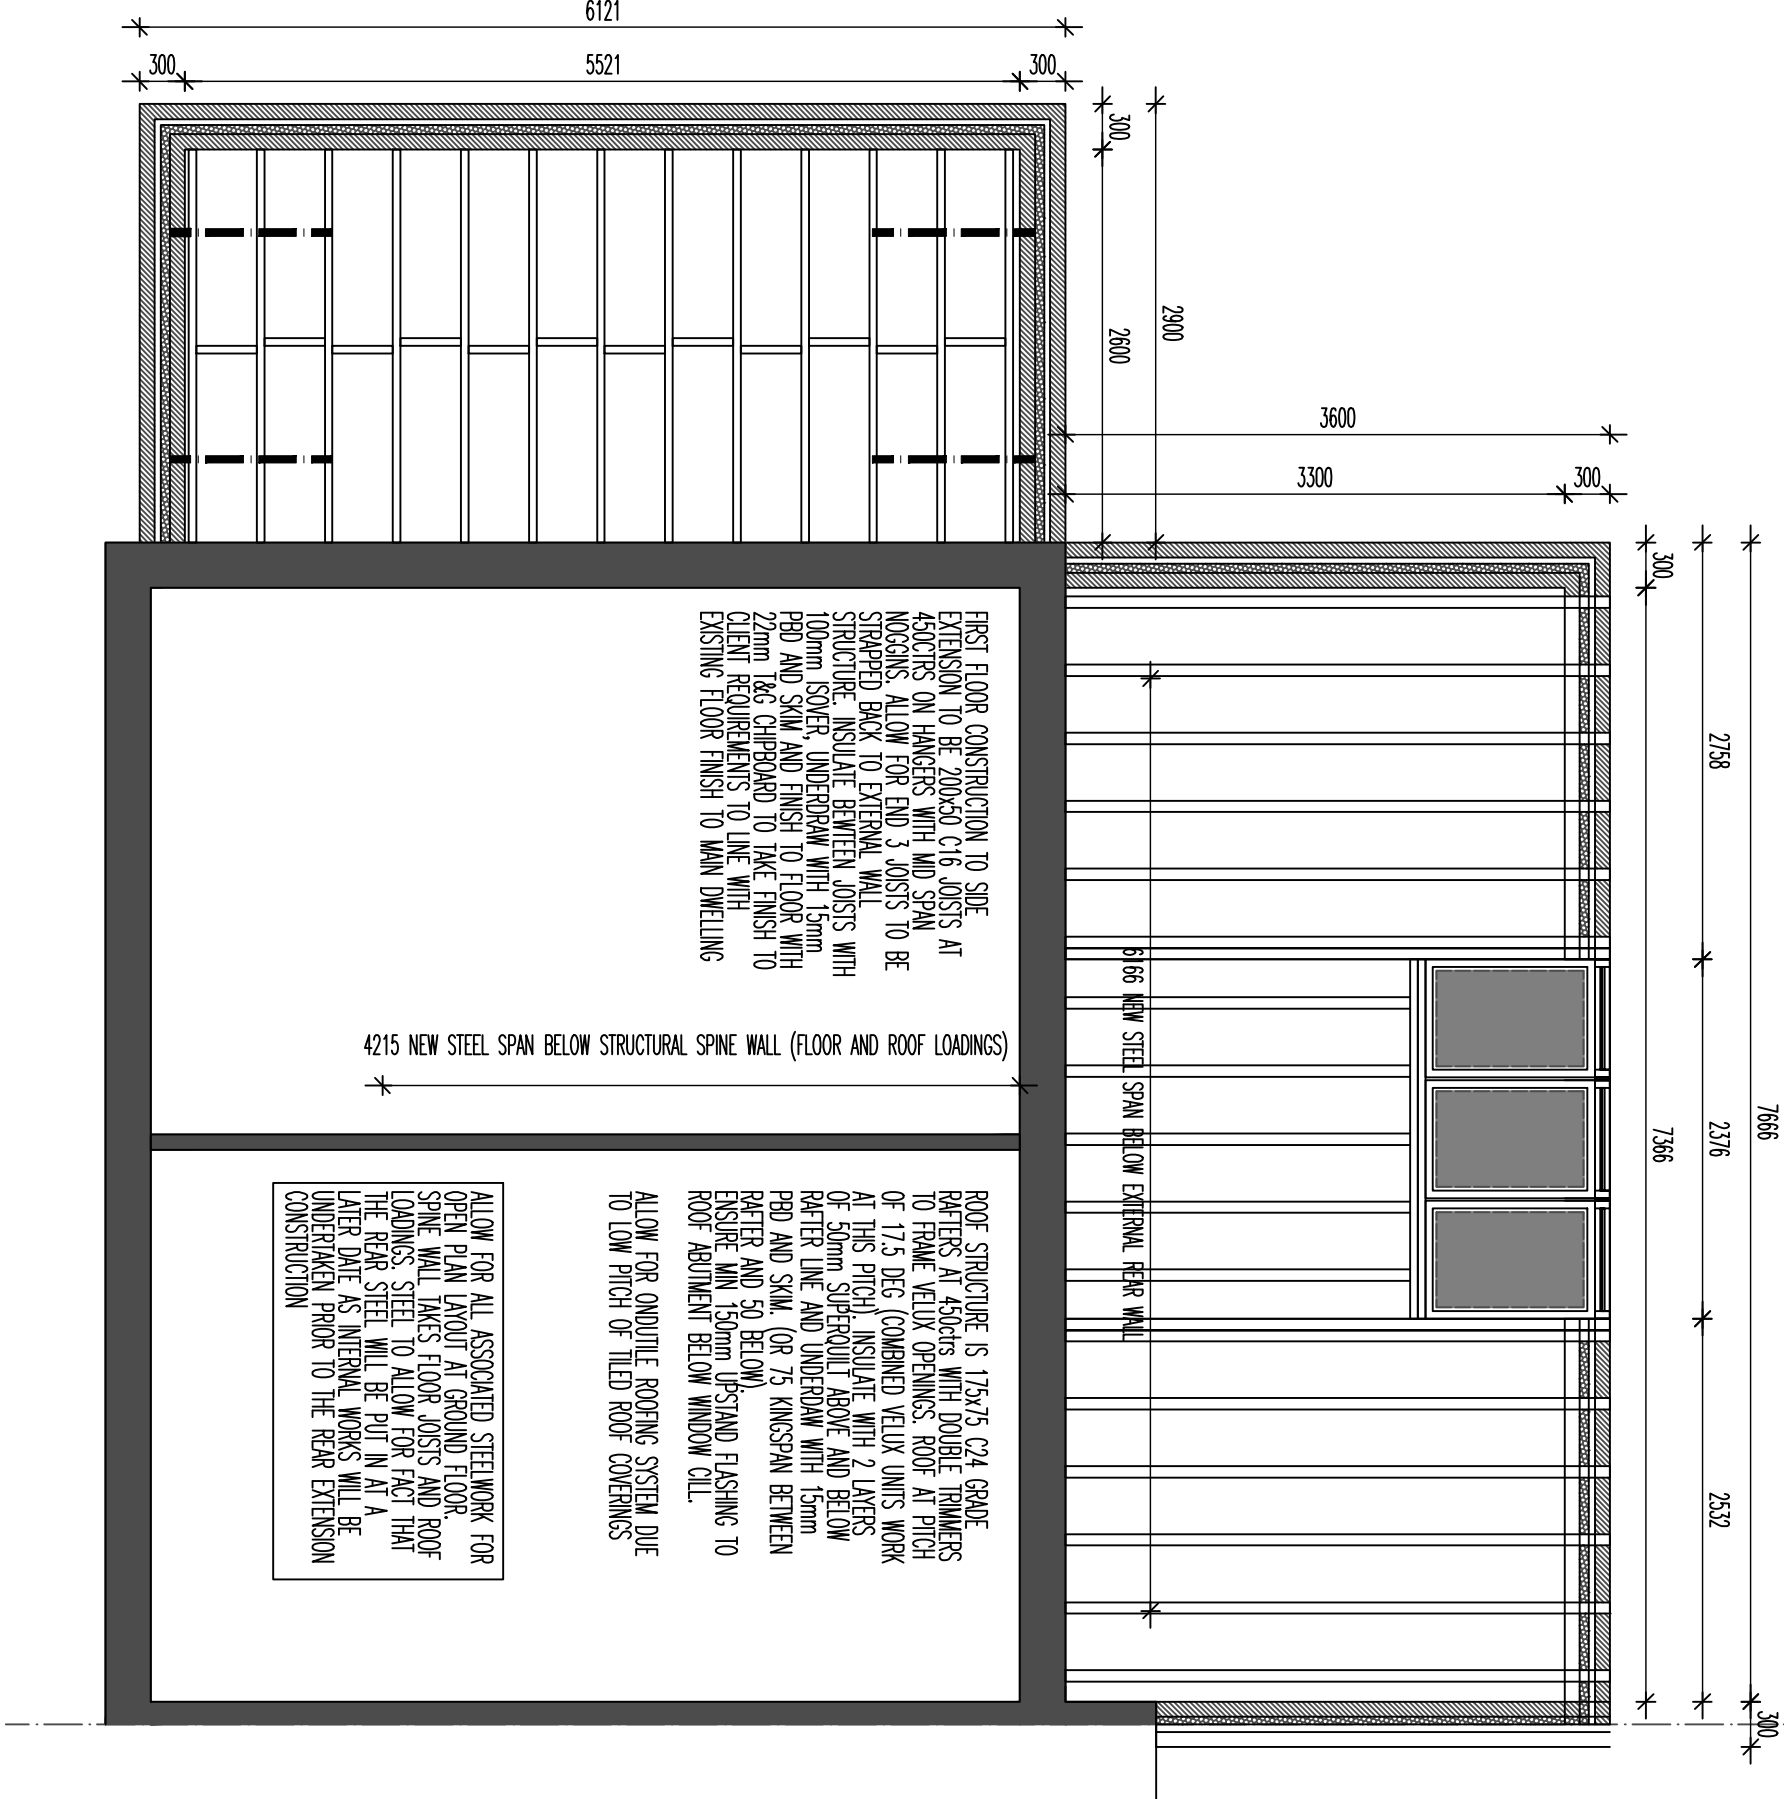 6121
300
5521
300
300
2600
2900
3600
3300
300
300
7366
2758
2376
2532
7666
300
FIRST FLOOR CONSTRUCTION TO SIDE
EXTENSION TO BE 200x50 C16 JOISTS AT
450CTRS ON HANGERS WITH MID SPAN
NOGGINS. ALLOW FOR END 3 JOISTS TO BE
STRAPPED BACK TO EXTERNAL WALL
STRUCTURE. INSULATE BEWTEEN JOISTS WITH
100mm ISOVER, UNDERDRAW WITH 15mm
PBD AND SKIM AND FINISH TO FLOOR WITH
22mm T&G CHIPBOARD TO TAKE FINISH TO
CLIENT REQUIREMENTS TO LINE WITH
EXISTING FLOOR FINISH TO MAIN DWELLING
4215 NEW STEEL SPAN BELOW STRUCTURAL SPINE WALL (FLOOR AND ROOF LOADINGS)
6166 NEW STEEL SPAN BELOW EXTERNAL REAR WALL
ROOF STRUCTURE IS 175x75 C24 GRADE
RAFTERS AT 450ctrs WITH DOUBLE TRIMMERS
TO FRAME VELUX OPENINGS. ROOF AT PITCH
OF 17.5 DEG (COMBINED VELUX UNITS WORK
AT THIS PITCH). INSULATE WITH 2 LAYERS
OF 50mm SUPERQUILT ABOVE AND BELOW
RAFTER LINE AND UNDERDAW WITH 15mm
PBD AND SKIM. (OR 75 KINGSPAN BETWEEN
RAFTER AND 50 BELOW).
ENSURE MIN 150mm UPSTAND FLASHING TO
ROOF ABUTMENT BELOW WINDOW CILL.
ALLOW FOR ONDUTILE ROOFING SYSTEM DUE
TO LOW PITCH OF TILED ROOF COVERINGS
ALLOW FOR ALL ASSOCIATED STEELWORK FOR
OPEN PLAN LAYOUT AT GROUND FLOOR.
SPINE WALL TAKES FLOOR JOISTS AND ROOF
LOADINGS. STEEL TO ALLOW FOR FACT THAT
THE REAR STEEL WILL BE PUT IN AT A
LATER DATE AS INTERNAL WORKS WILL BE
UNDERTAKEN PRIOR TO THE REAR EXTENSION
CONSTRUCTION